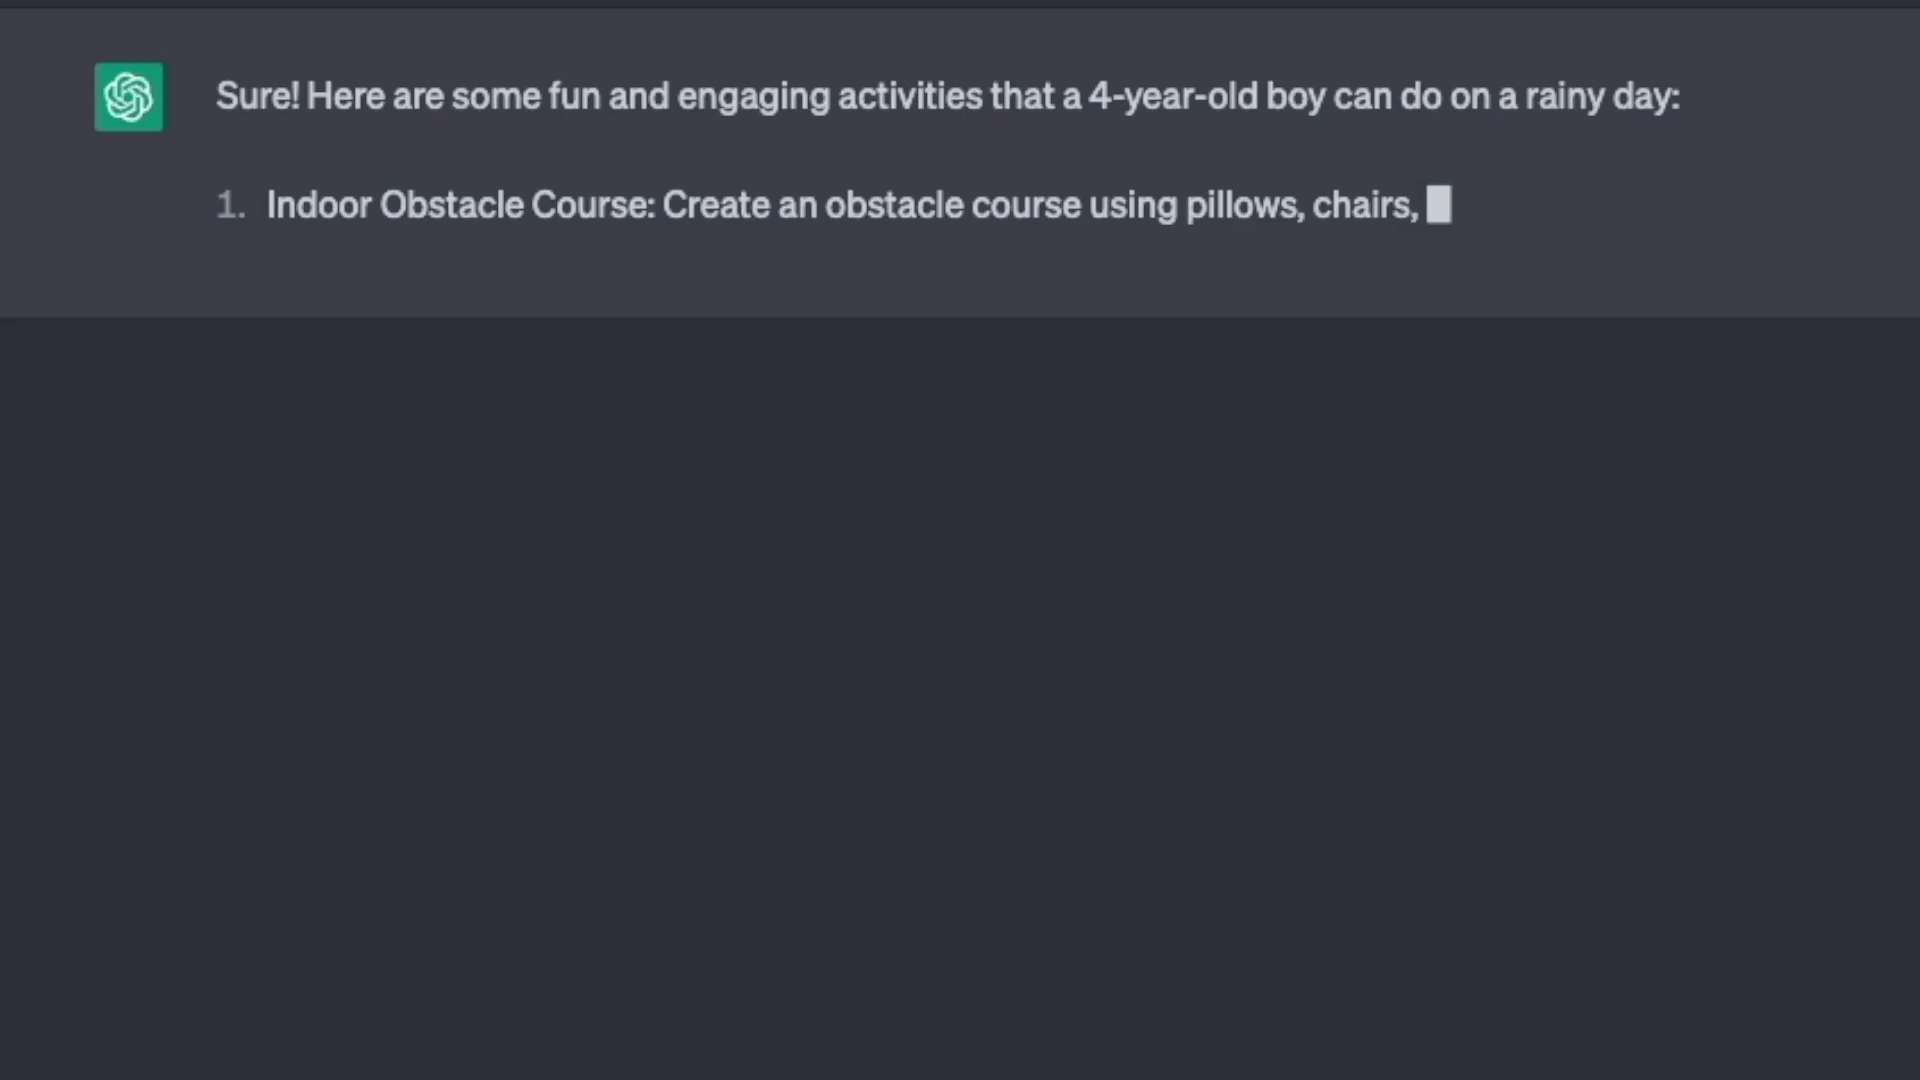 Sure! Here are some fun and engaging activities that a 4-year-old boy can do on a rainy day:
1. Indoor Obstacle Course: Create an obstacle course using pillows, chairs,